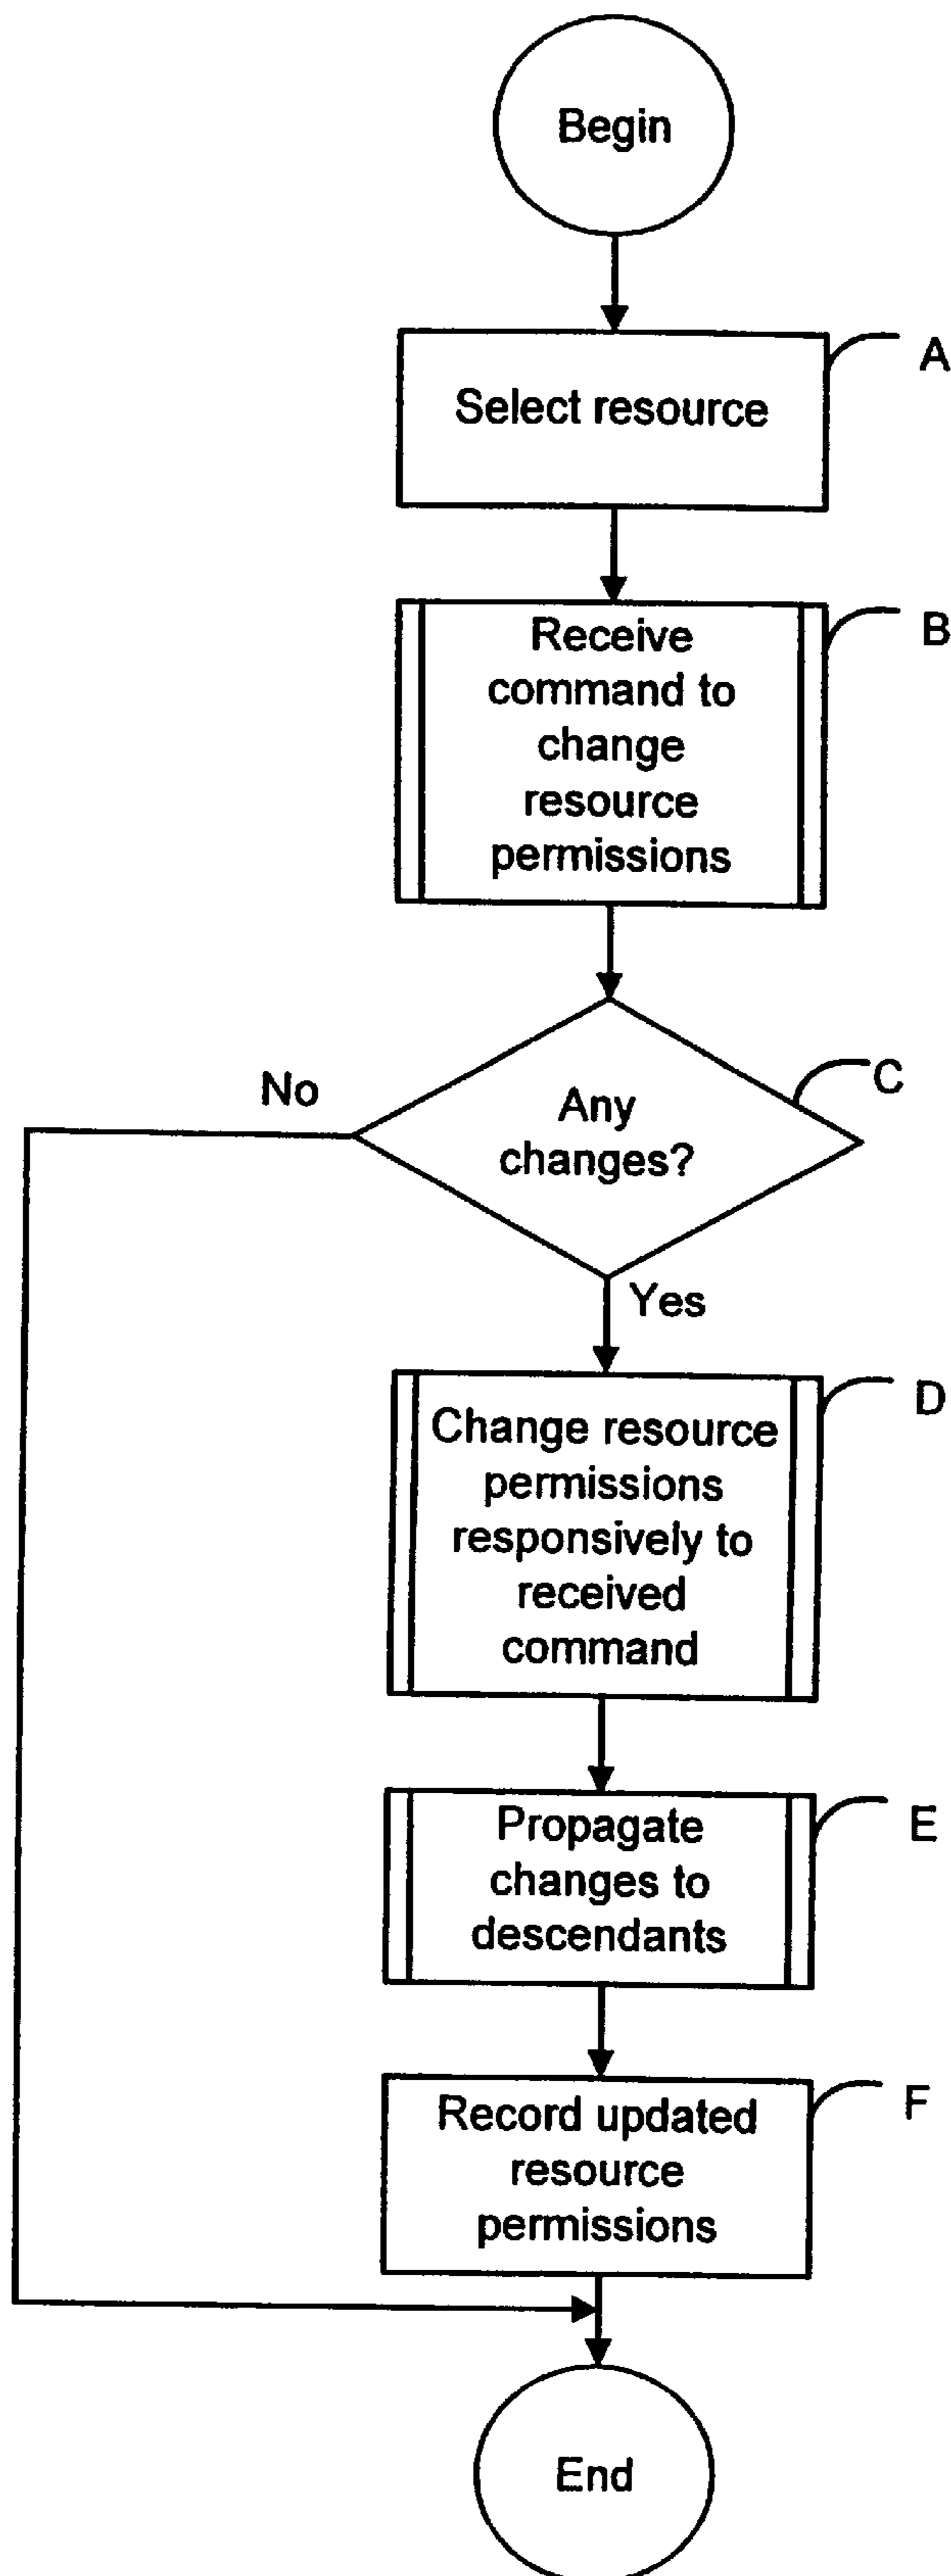 Begin
A
Select resource
B
Receive
command to
change
resource
permissions
C
No
Any
changes?
Yes
D
Change resource
permissions
responsively to
received
command
E
Propagate
changes to
descendants
F
Record updated
resource
permissions
End